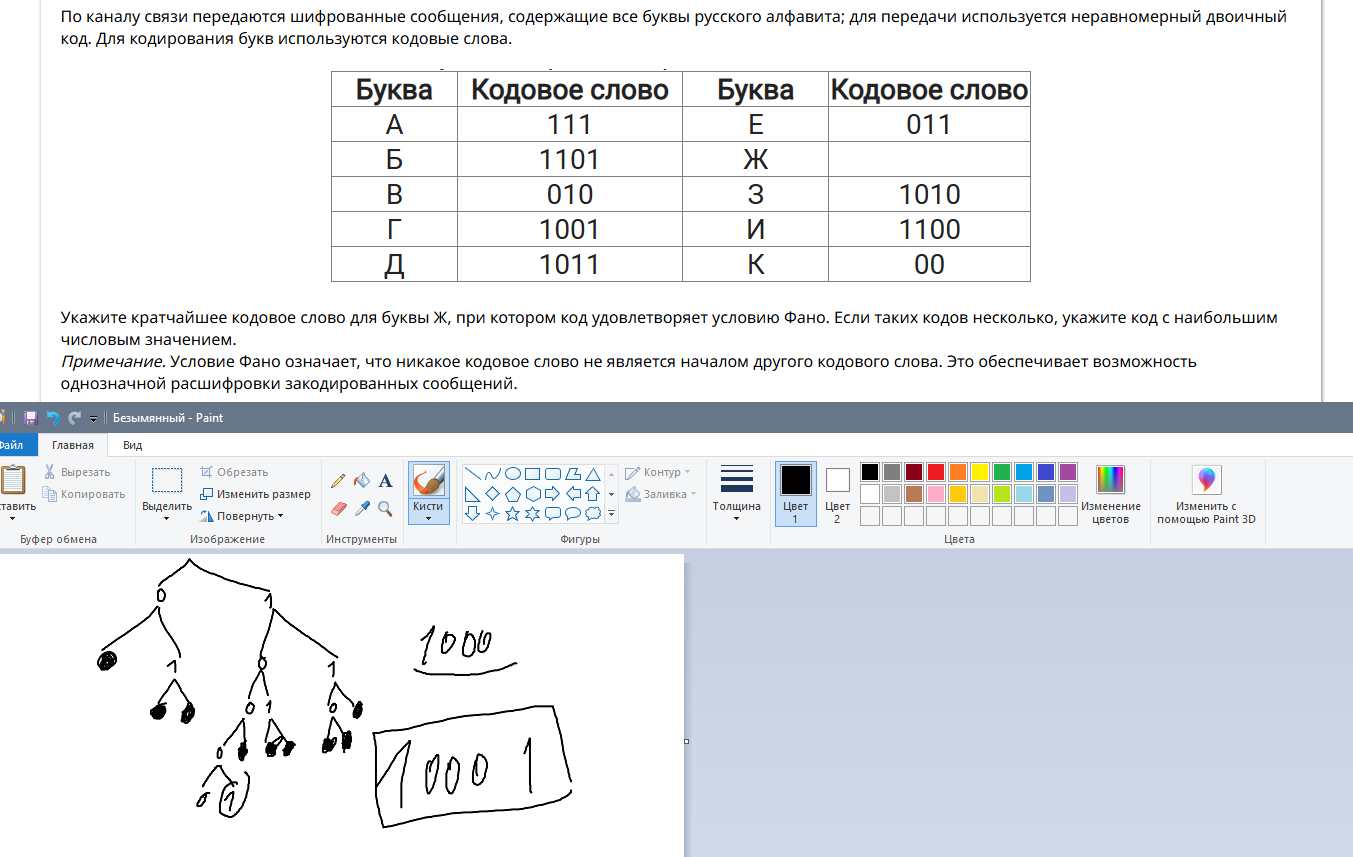 По каналу связи передаются шифрованные сообщения, содержащие все буквы русского алфавита; для передачи используется неравномерный двоичный
код. Для кодирования букв используются кодовые слова.
Буква Кодовое слово Буква Кодовое слово
А 111 Е 011
Б 1101 Ж
В 010 З 1010
Г 1001 И 1100
Д 1011 К 00
Укажите кратчайшее кодовое слово для буквы Ж, при котором код удовлетворяет условию Фано. Если таких кодов несколько, укажите код с наибольшим
числовым значением.
Примечание. Условие Фано означает, что никакое кодовое слово не является началом другого кодового слова. Это обеспечивает возможность
однозначной расшифровки закодированных сообщений.
Безымянный - Paint
Файл Главная Вид
Вырезать
Копировать
Буфер обмена
Выделить
Обрезать
Изменить размер
Повернуть
Изображение
A
Инструменты
Кисти
Контур
Заливка
Фигуры
Толщина
Цвет
1
Цвет
2
Изменение
цветов
Цвета
Изменить с
помощью Paint 3D
0 1
1 0 1
0 1 0
0
0 1
1000
10001